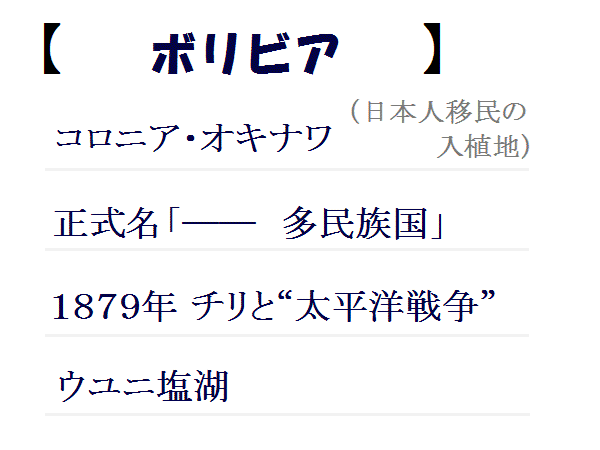 【　ボリビア　】
コロニア・オキナワ（日本人移民の
入植地）
正式名「――　多民族国」
1879年 チリと“太平洋戦争”
ウユニ塩湖